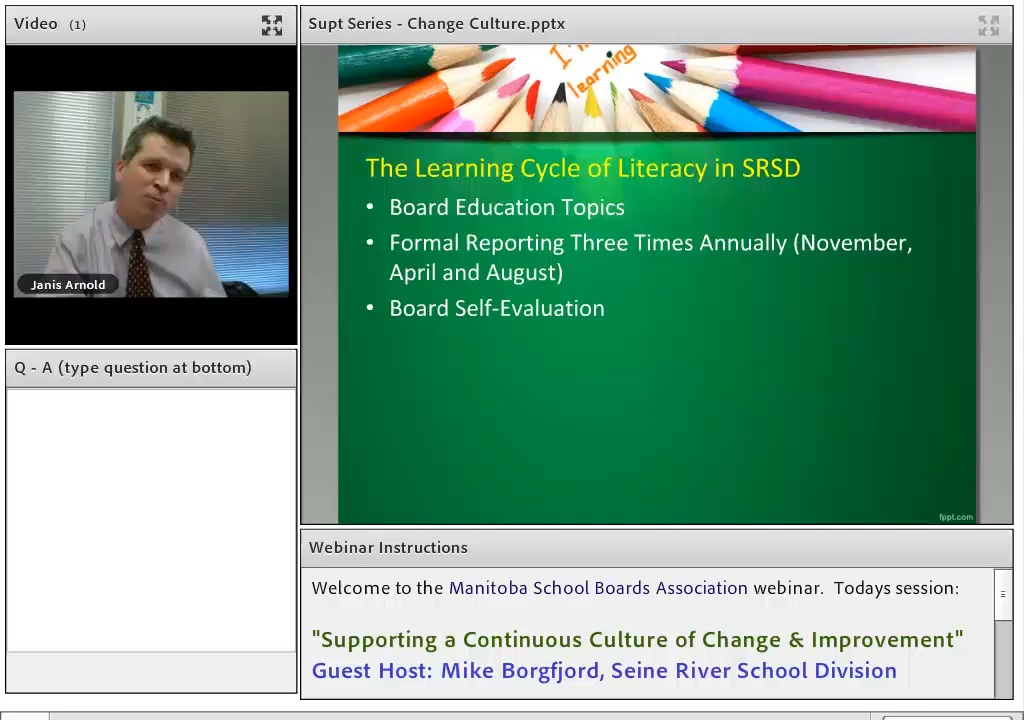 Video (1)
Janis Arnold
Q - A (type question at bottom)
Supt Series - Change Culture.pptx
I'm
learning
The Learning Cycle of Literacy in SRSD
• Board Education Topics
• Formal Reporting Three Times Annually (November,
April and August)
• Board Self-Evaluation
fppt.com
Webinar Instructions
Welcome to the Manitoba School Boards Association webinar. Todays session:
"Supporting a Continuous Culture of Change & Improvement"
Guest Host: Mike Borgfjord, Seine River School Division